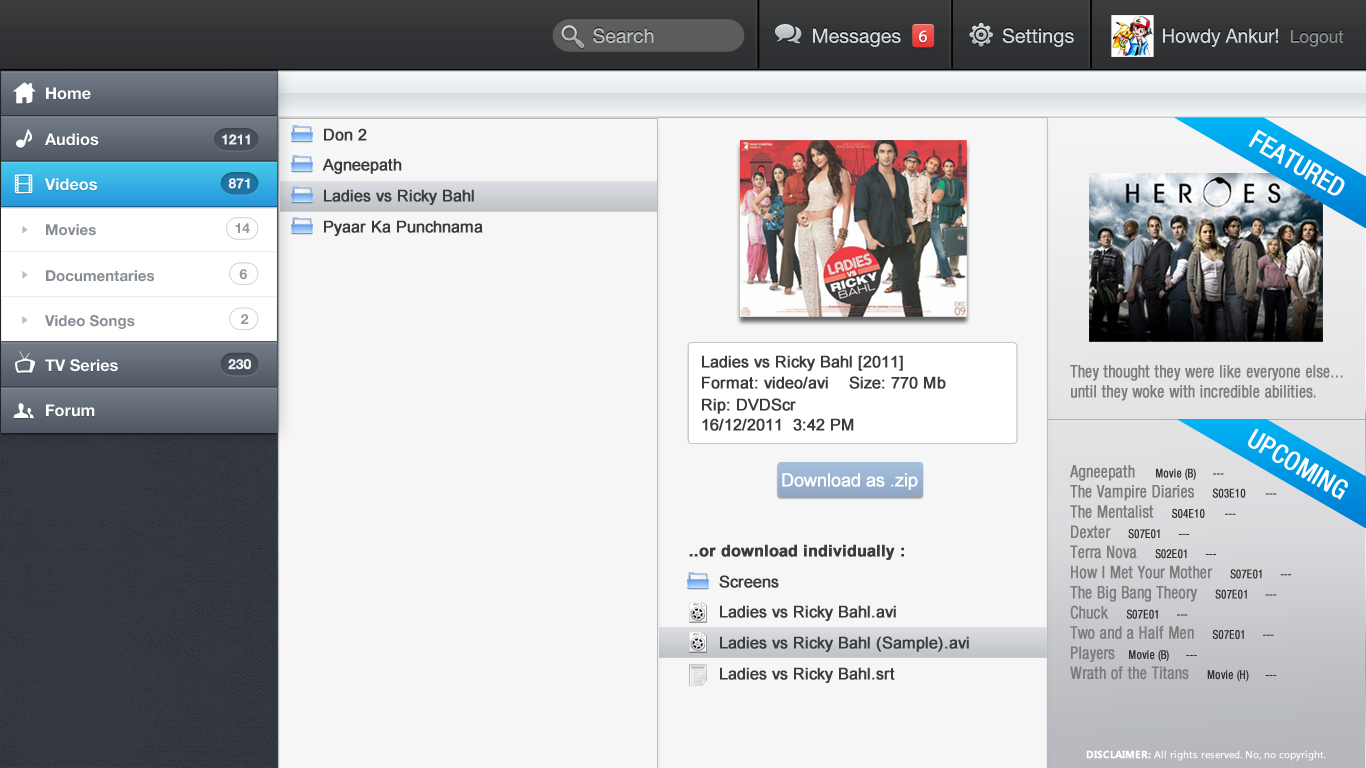 Search
Messages 6
Settings
Howdy Ankur! Logout
Home
Audios 1211
Videos 871
Movies 14
Documentaries 6
Video Songs 2
TV Series 230
Forum
Don 2
Agneepath
Ladies vs Ricky Bahl
Pyaar Ka Punchnama
LADIES
VS
RICKY
BAHL
DEC
09
Ladies vs Ricky Bahl [2011]
Format: video/avi Size: 770 Mb
Rip: DVDScr
16/12/2011 3:42 PM
Download as .zip
..or download individually :
Screens
Ladies vs Ricky Bahl.avi
Ladies vs Ricky Bahl (Sample).avi
Ladies vs Ricky Bahl.srt
FEATURED
HEROES
They thought they were like everyone else...
until they woke with incredible abilities.
UPCOMING
Agneepath Movie (B) ---
The Vampire Diaries S03E10 ---
The Mentalist S04E10 ---
Dexter S07E01 ---
Terra Nova S02E01 ---
How I Met Your Mother S07E01 ---
The Big Bang Theory S07E01 ---
Chuck S07E01 ---
Two and a Half Men S07E01 ---
Players Movie (B) ---
Wrath of the Titans Movie (H) ---
DISCLAIMER: All rights reserved. No, no copyright.